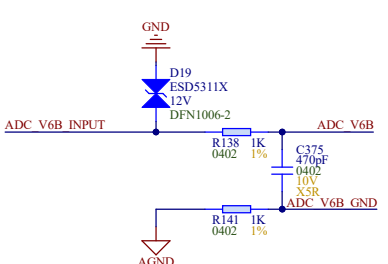 GND
D19
ESD5311X
12V
DFN1006-2
ADC_V6B_INPUT
ADC_V6B
R138 1K
0402 1%
C375
470pF
0402
10V
X5R
ADC_V6B_GND
R141 1K
0402 1%
AGND